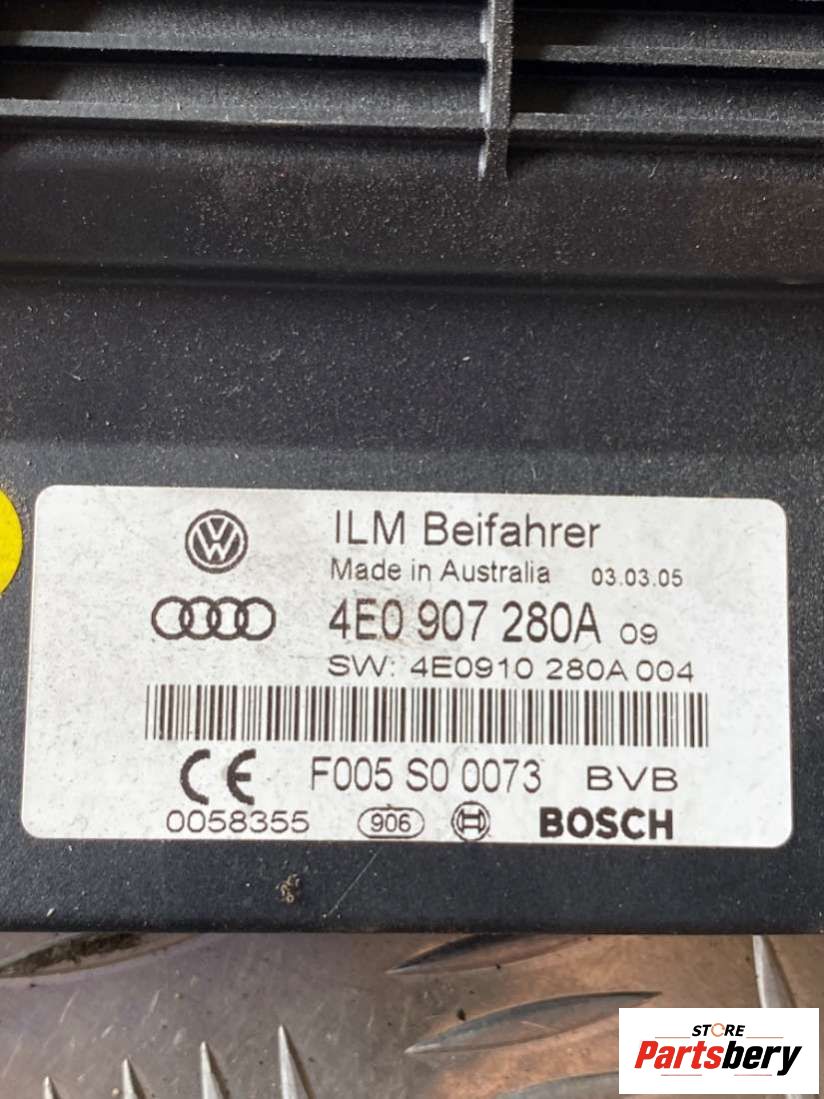 ILM Beifahrer
Made in Australia 03.03.05
4E0 907 280A 09
SW: 4E0910 280A 004
CE F005 S0 0073 BVB
0058355 906 BOSCH
STORE
Partsbery